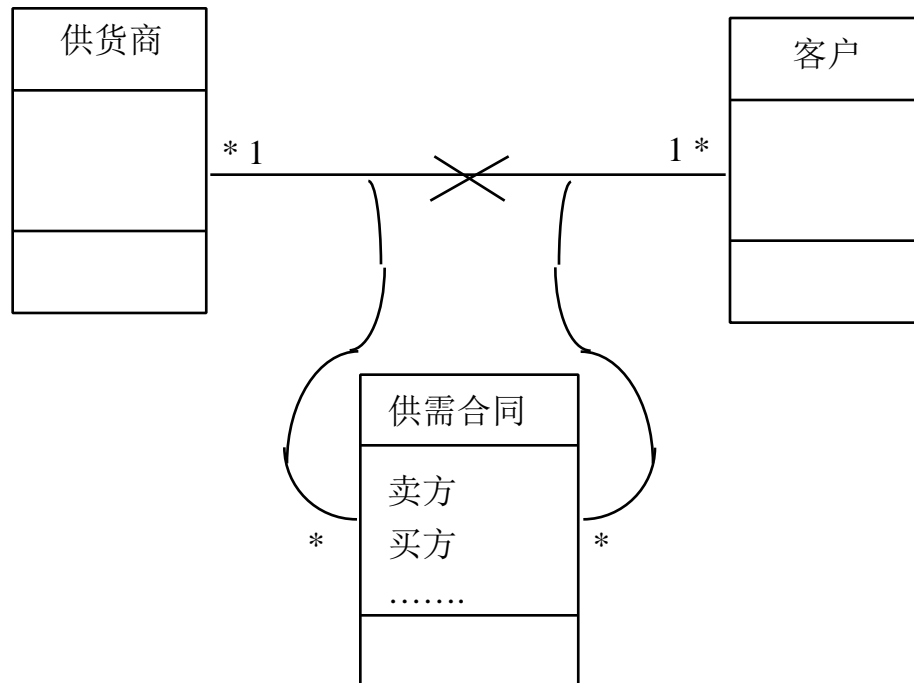 供货商
客户
* 1
1 *
供需合同
卖方
买方
.......
*
*